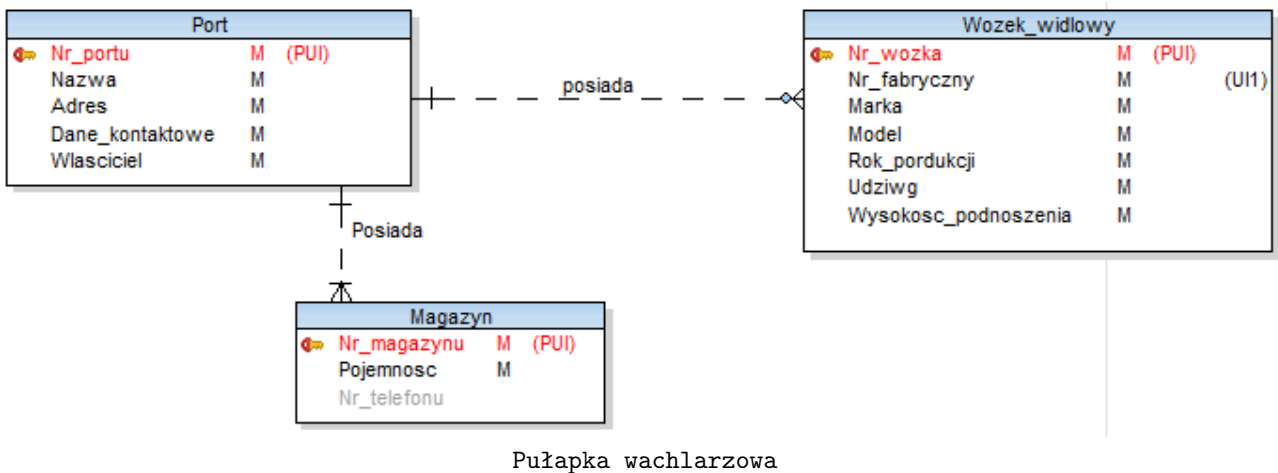 Port
Nr_portu M (PUI)
Nazwa M
Adres M
Dane_kontaktowe M
Wlasciciel M
posiada
Wozek_widlowy
Nr_wozka M (PUI)
Nr_fabryczny M (UI1)
Marka M
Model M
Rok_pordukcji M
Udziwg M
Wysokosc_podnoszenia M
Posiada
Magazyn
Nr_magazynu M (PUI)
Pojemnosc M
Nr_telefonu
Pułapka wachlarzowa